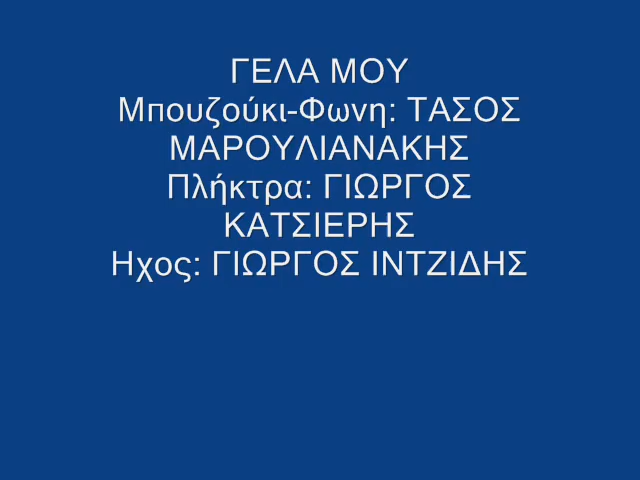 ΓΕΛΑ ΜΟΥ
Μπουζούκι-Φωνη: ΤΑΣΟΣ
ΜΑΡΟΥΛΙΑΝΑΚΗΣ
Πλήκτρα: ΓΙΩΡΓΟΣ
ΚΑΤΣΙΕΡΗΣ
Ηχος: ΓΙΩΡΓΟΣ ΙΝΤΖΙΔΗΣ